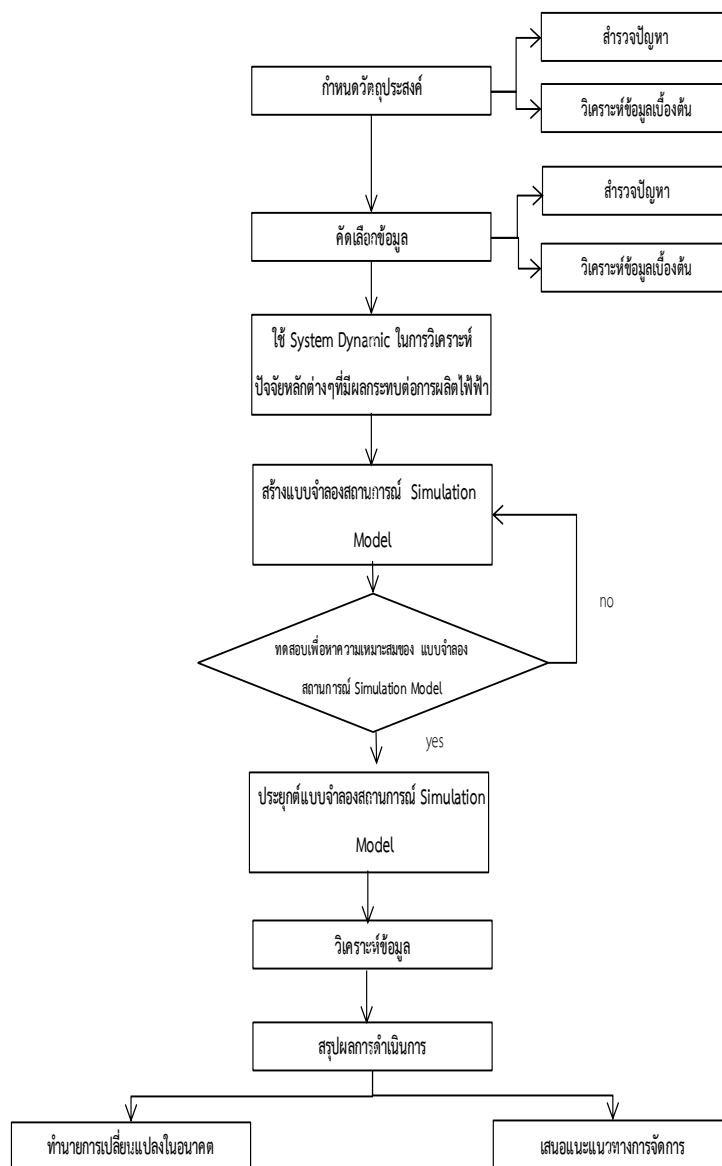 สำรวจปัญหา
กำหนดวัตถุประสงค์
วิเคราะห์ข้อมูลเบื้องต้น
สำรวจปัญหา
คัดเลือกข้อมูล
วิเคราะห์ข้อมูลเบื้องต้น
ใช้ System Dynamic ในการวิเคราะห์
ปัจจัยหลักต่างๆที่มีผลกระทบต่อการผลิตไฟฟ้า
สร้างแบบจำลองสถานการณ์ Simulation
Model
no
ทดสอบเพื่อหาความเหมาะสมของ แบบจำลอง
สถานการณ์ Simulation Model
yes
ประยุกต์แบบจำลองสถานการณ์ Simulation
Model
วิเคราะห์ข้อมูล
สรุปผลการดำเนินการ
ทำนายการเปลี่ยนแปลงในอนาคต
เสนอแนะแนวทางการจัดการ